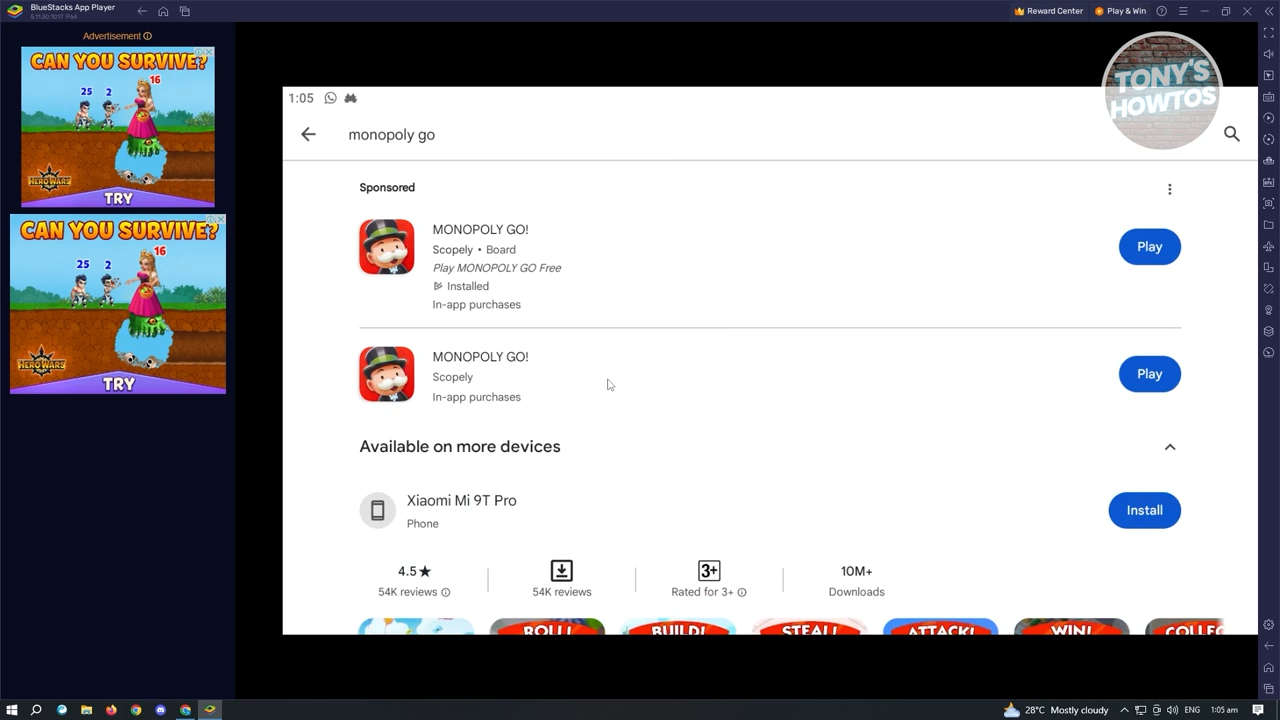 BlueStacks App Player
Reward Center
Play & Win
Advertisement
CAN YOU SURVIVE?
16
25 2
HERO WARS
TRY
CAN YOU SURVIVE?
16
25 2
HERO WARS
TRY
TONY'S
HOWTOS
1:05
monopoly go
Sponsored
MONOPOLY GO!
Scopely • Board
Play MONOPOLY GO Free
Installed
In-app purchases
Play
MONOPOLY GO!
Scopely
In-app purchases
Play
Available on more devices
Xiaomi Mi 9T Pro
Phone
Install
4.5★
54K reviews
54K reviews
3+
Rated for 3+
10M+
Downloads
ROLL!
BUILD!
STEAL!
ATTACK!
WIN!
28°C Mostly cloudy
ENG
1:05 am